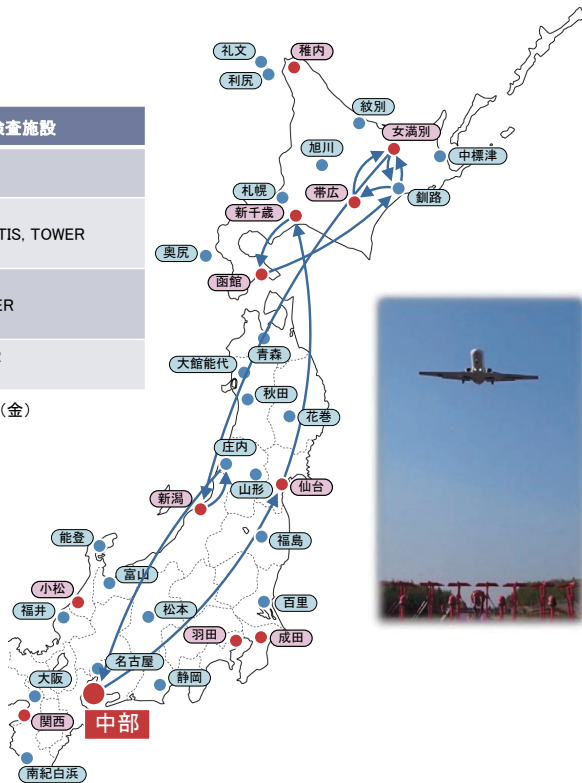 検査施設
TIS, TOWER
ER
(金)
礼文
稚内
利尻
紋別
女満別
旭川
中標津
札幌
帯広
釧路
新千歳
奥尻
函館
青森
大館能代
秋田
花巻
庄内
新潟
山形
仙台
能登
福島
小松
富山
福井
松本
百里
羽田
成田
名古屋
大阪
静岡
関西
中部
南紀白浜